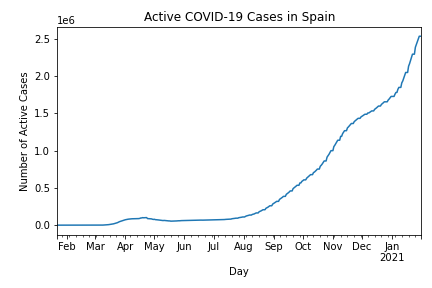 Active COVID-19 Cases in Spain
1e6
2.5
2.0
1.5
1.0
0.5
0.0
Number of Active Cases
Feb Mar Apr May Jun Jul Aug Sep Oct Nov Dec Jan
2021
Day